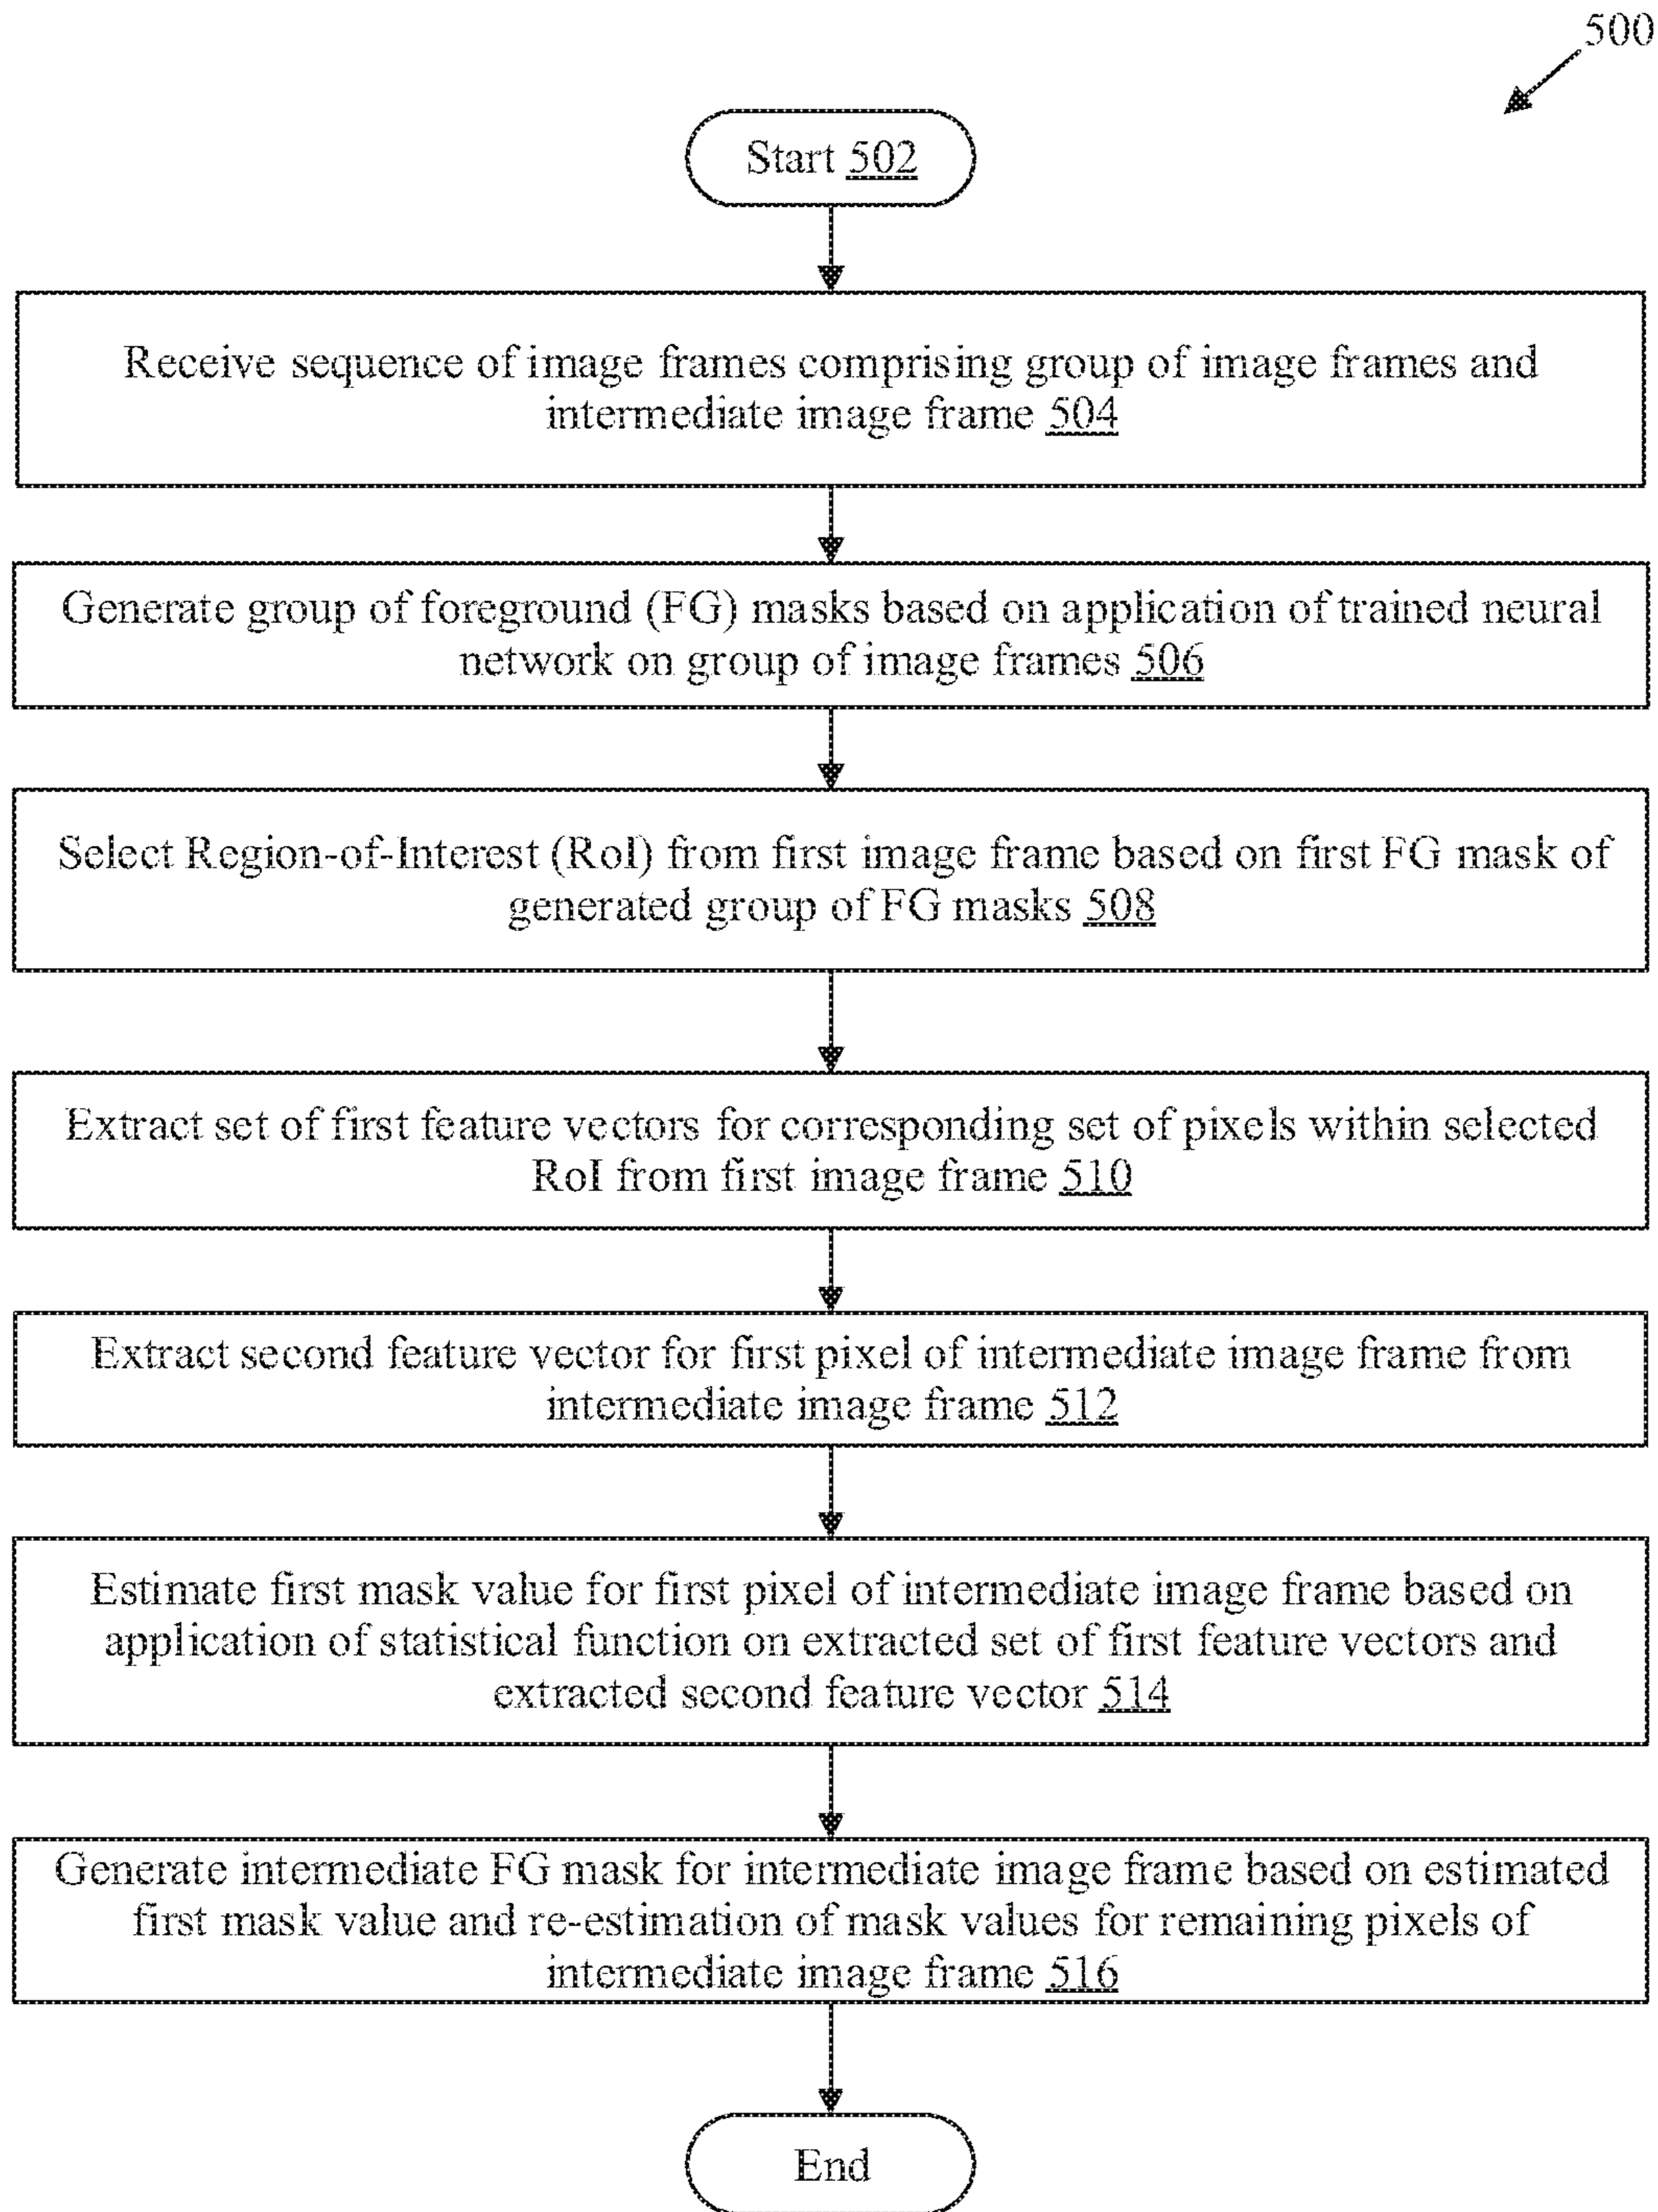 500
Start 502
Receive sequence of image frames comprising group of image frames and
intermediate image frame 504
Generate group of foreground (FG) masks based on application of trained neural
network on group of image frames 506
Select Region-of-Interest (RoI) from first image frame based on first FG mask of
generated group of FG masks 508
Extract set of first feature vectors for corresponding set of pixels within selected
RoI from first image frame 510
Extract second feature vector for first pixel of intermediate image frame from
intermediate image frame 512
Estimate first mask value for first pixel of intermediate image frame based on
application of statistical function on extracted set of first feature vectors and
extracted second feature vector 514
Generate intermediate FG mask for intermediate image frame based on estimated
first mask value and re-estimation of mask values for remaining pixels of
intermediate image frame 516
End